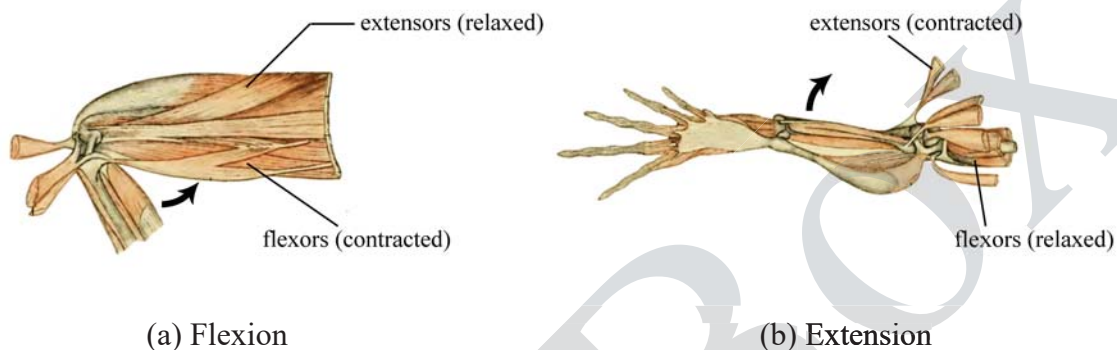 extensors (relaxed)
flexors (contracted)
(a) Flexion
extensors (contracted)
flexors (relaxed)
(b) Extension